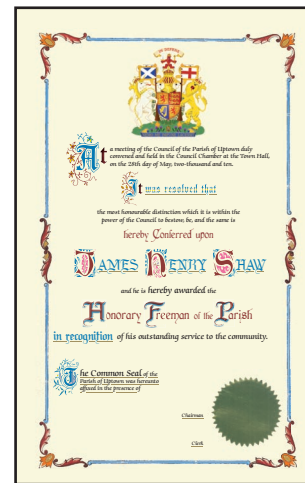 At a meeting of the Council of the Parish of Uptown duly
convened and held in the Council Chamber at the Town Hall,
on the 28th day of May, two-thousand and ten.
It was resolved that
the most honourable distinction which it is within the
power of the Council to bestow, be, and the same is
hereby Conferred upon
JAMES HENRY SHAW
and he is hereby awarded the
Honorary Freeman of the Parish
in recognition of his outstanding service to the community.
The Common Seal of the
Parish of Uptown was hereunto
affixed in the presence of
Chairman
Clerk